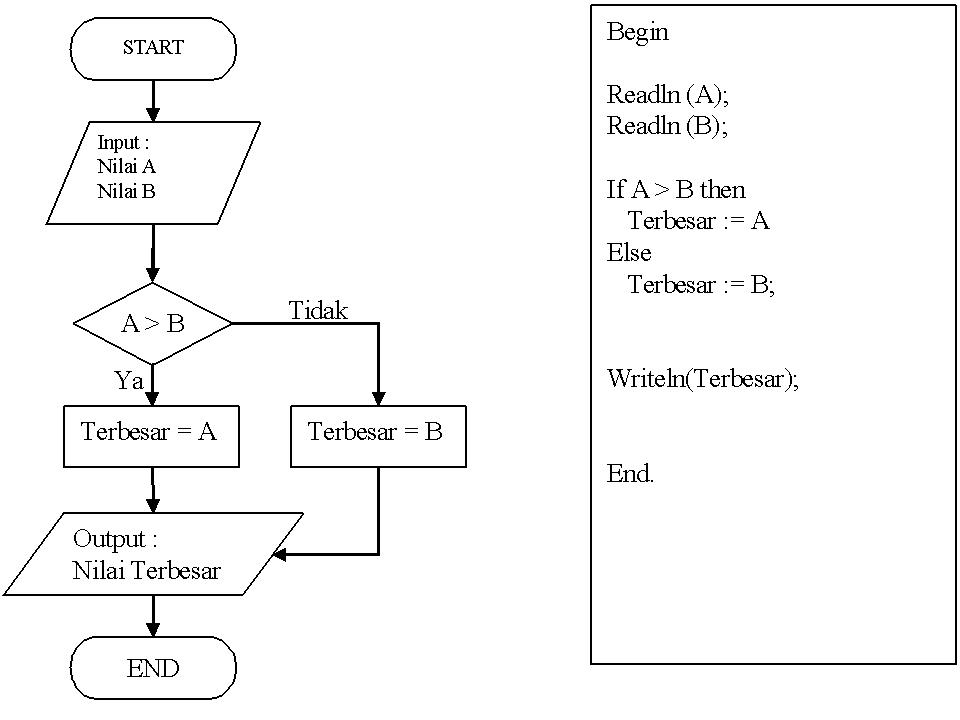 START
Input :
Nilai A
Nilai B
A > B
Tidak
Ya
Terbesar = A
Terbesar = B
Output :
Nilai Terbesar
END
Begin
Readln (A);
Readln (B);
If A > B then
Terbesar := A
Else
Terbesar := B;
Writeln(Terbesar);
End.